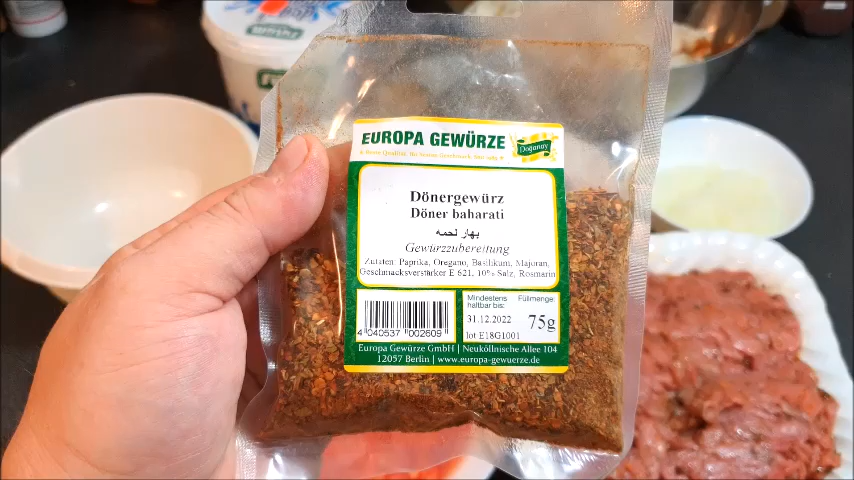 EUROPA GEWÜRZE
Doganay
Dönergewürz
Döner baharati
بهار لحمه
Gewürzzubereitung
Zutaten: Paprika, Oregano, Basilikum, Majoran,
Geschmacksverstärker E 621, 10% Salz, Rosmarin
Mindestens haltbar bis:
Füllmenge:
31.12.2022
75g
lot E18G1001
4 040537 002609
Europa Gewürze GmbH | Neuköllnische Allee 104
12057 Berlin | www.europa-gewuerze.de